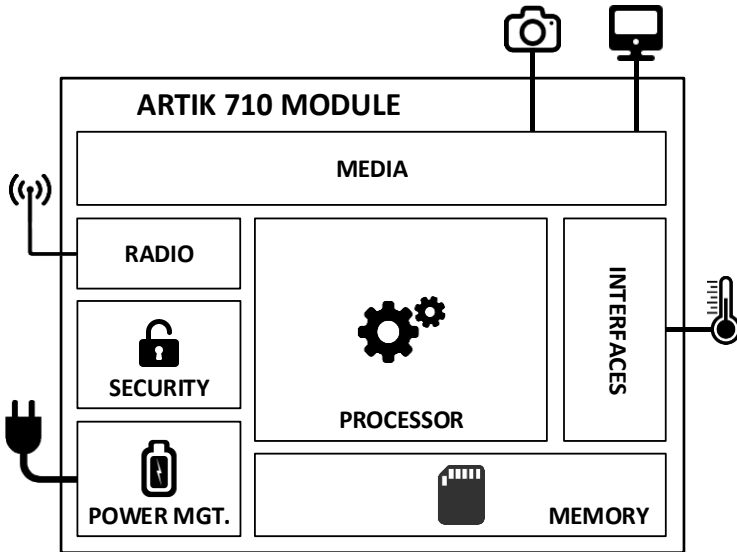 ARTIK 710 MODULE
MEDIA
RADIO
SECURITY
POWER MGT.
PROCESSOR
INTERFACES
MEMORY